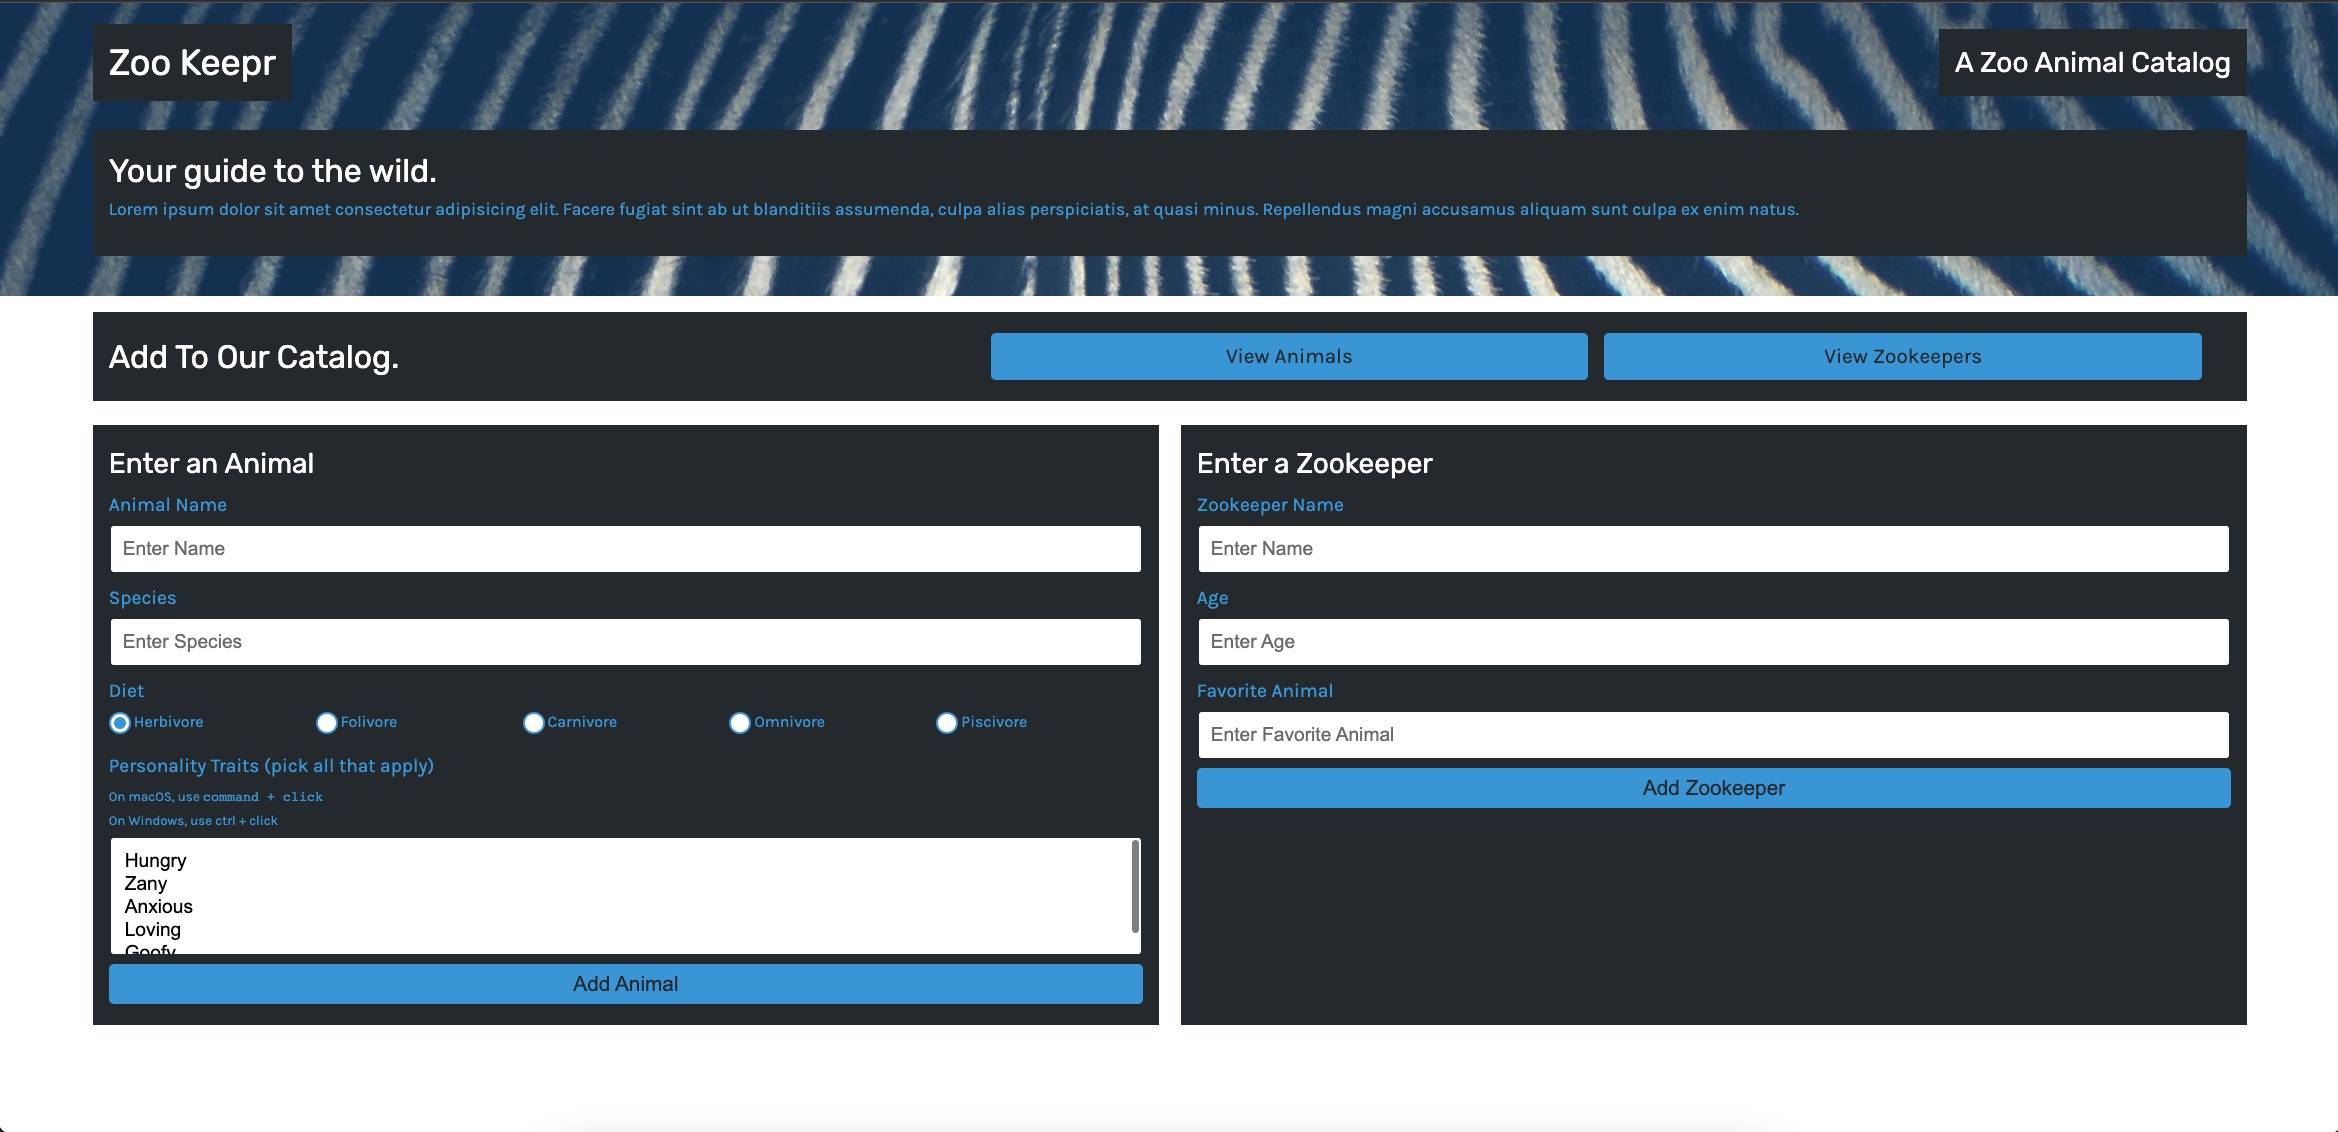 Zoo Keepr
A Zoo Animal Catalog
Your guide to the wild.
Lorem ipsum dolor sit amet consectetur adipisicing elit. Facere fugiat sint ab ut blanditiis assumenda, culpa alias perspiciatis, at quasi minus. Repellendus magni accusamus aliquam sunt culpa ex enim natus.
Add To Our Catalog.
View Animals
View Zookeepers
Enter an Animal
Animal Name
Enter Name
Species
Enter Species
Diet
Herbivore
Folivore
Carnivore
Omnivore
Piscivore
Personality Traits (pick all that apply)
On macOS, use command + click
On Windows, use ctrl + click
Hungry
Zany
Anxious
Loving
Goofy
Add Animal
Enter a Zookeeper
Zookeeper Name
Enter Name
Age
Enter Age
Favorite Animal
Enter Favorite Animal
Add Zookeeper